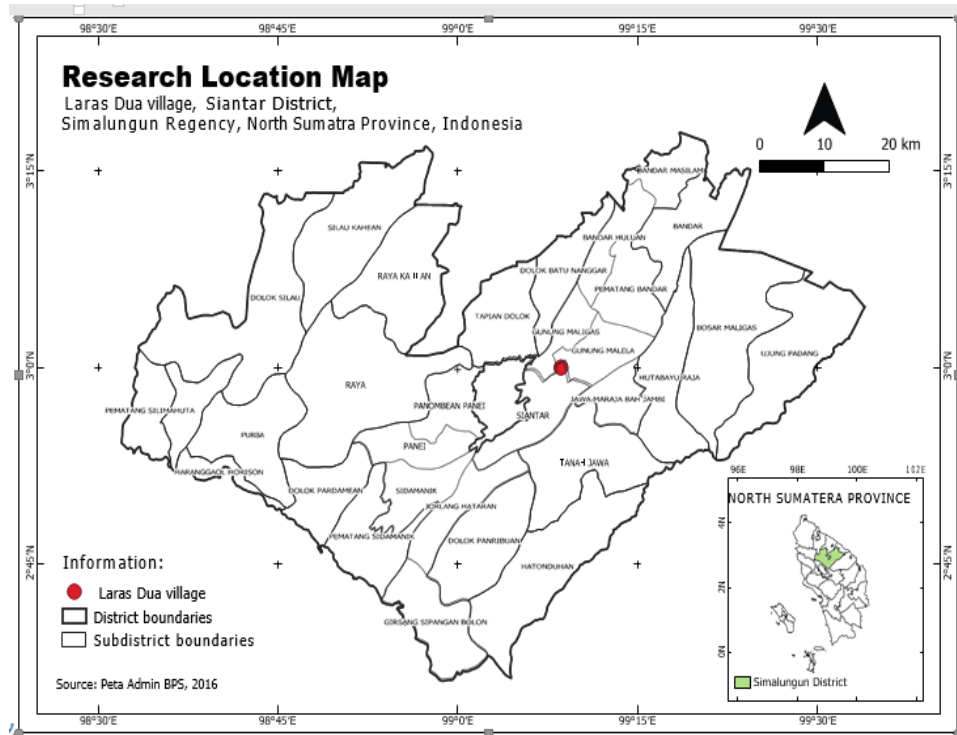 98°30'E 98°45'E 99°0'E 99°15'E 99°30'E
Research Location Map
Laras Dua village, Siantar District,
Simalungun Regency, North Sumatra Province, Indonesia
0 10 20 km
3°15'N 3°15'N
BANDAR MASILAM
SILAU KAHEAN
BANDAR
BANDAR HULUAN
DOLOK BATU NANGGAR
RAYA KAHEAN
PEMATANG BANDAR
DOLOK SILAU
TAPIAN DOLOK
BOSAR MALIGAS
GUNUNG MALIGAS
GUNUNG MALELA
UJUNG PADANG
3°0'N 3°0'N
HUTABAYU RAJA
RAYA
JAWA MARAJA BAH JAMBI
PANOMBEAN PANEI
PEMATANG SILIMAHUTA
SIANTAR
PURBA
PANEI
TANAH JAWA
HARANGGAOL HORISON
DOLOK PARDAMEAN
SIDAMANIK
JORLANG HATARAN
PEMATANG SIDAMANIK
DOLOK PANRIBUAN
HATONDUHAN
GIRSANG SIPANGAN BOLON
96E 98E 100E 102E
NORTH SUMATERA PROVINCE
4N
2N
0N
Simalungun District
2°45'N 2°45'N
Information:
Laras Dua village
District boundaries
Subdistrict boundaries
Source: Peta Admin BPS, 2016
98°30'E 98°45'E 99°0'E 99°15'E 99°30'E